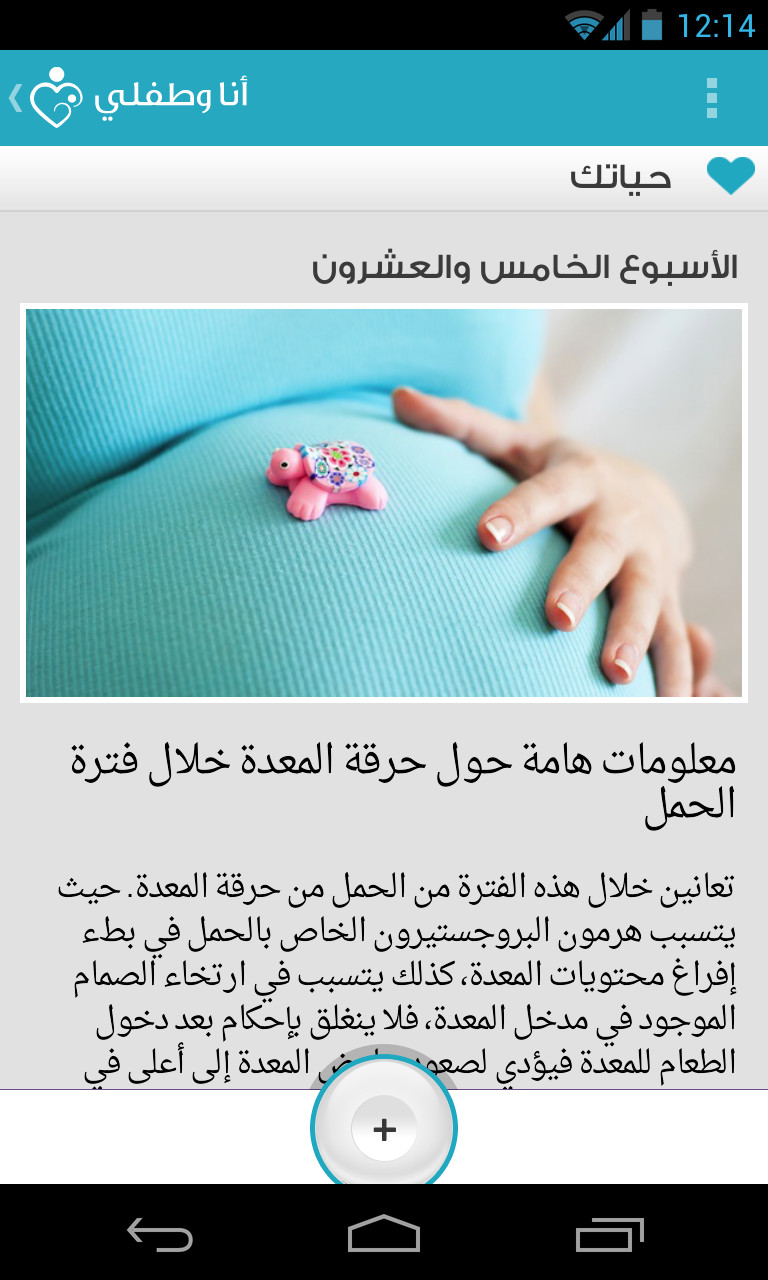 12:14
أنا وطفلي
حياتك
الأسبوع الخامس والعشرون
معلومات هامة حول حرقة المعدة خلال فترة
الحمل
تعانين خلال هذه الفترة من الحمل من حرقة المعدة. حيث
يتسبب هرمون البروجستيرون الخاص بالحمل في بطء
إفراغ محتويات المعدة، كذلك يتسبب في ارتخاء الصمام
الموجود في مدخل المعدة، فلا ينغلق بإحكام بعد دخول
الطعام للمعدة فيؤدي لصعود المعدة إلى أعلى في
+